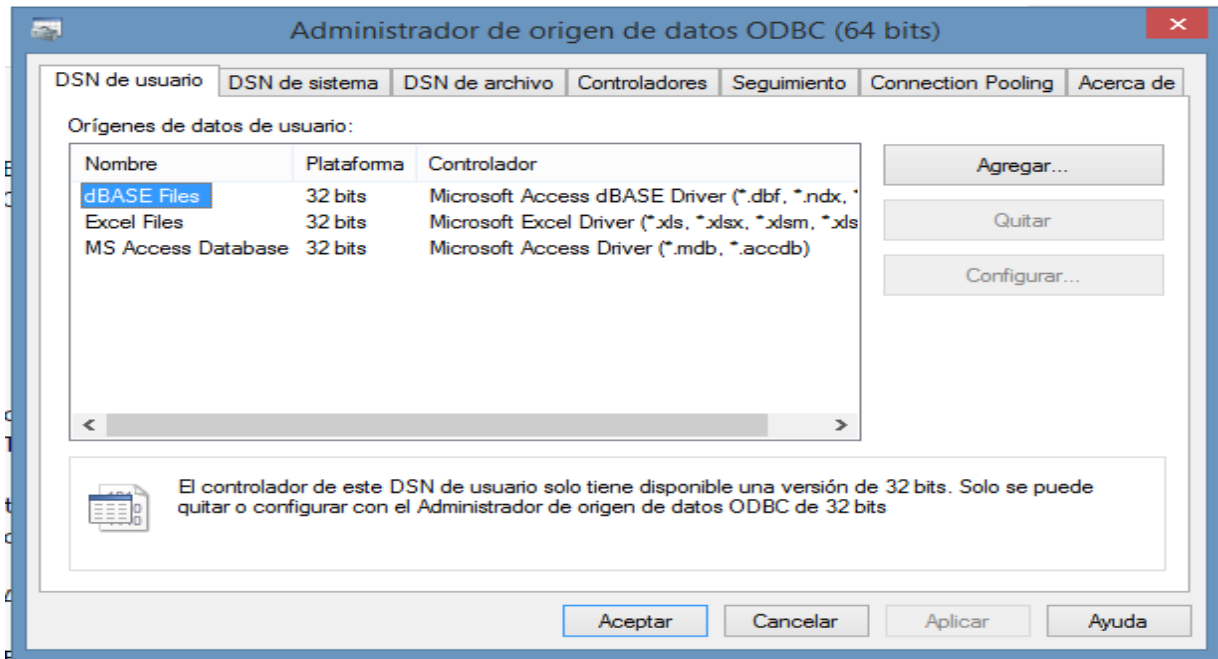 Administrador de origen de datos ODBC (64 bits)
DSN de usuario DSN de sistema DSN de archivo Controladores Seguimiento Connection Pooling Acerca de
Orígenes de datos de usuario:
Nombre Plataforma Controlador
dBASE Files 32 bits Microsoft Access dBASE Driver (*.dbf, *.ndx, *
Excel Files 32 bits Microsoft Excel Driver (*.xls, *.xlsx, *.xlsm, *.xls
MS Access Database 32 bits Microsoft Access Driver (*.mdb, *.accdb)
Agregar...
Quitar
Configurar...
El controlador de este DSN de usuario solo tiene disponible una versión de 32 bits. Solo se puede
quitar o configurar con el Administrador de origen de datos ODBC de 32 bits
Aceptar Cancelar Aplicar Ayuda